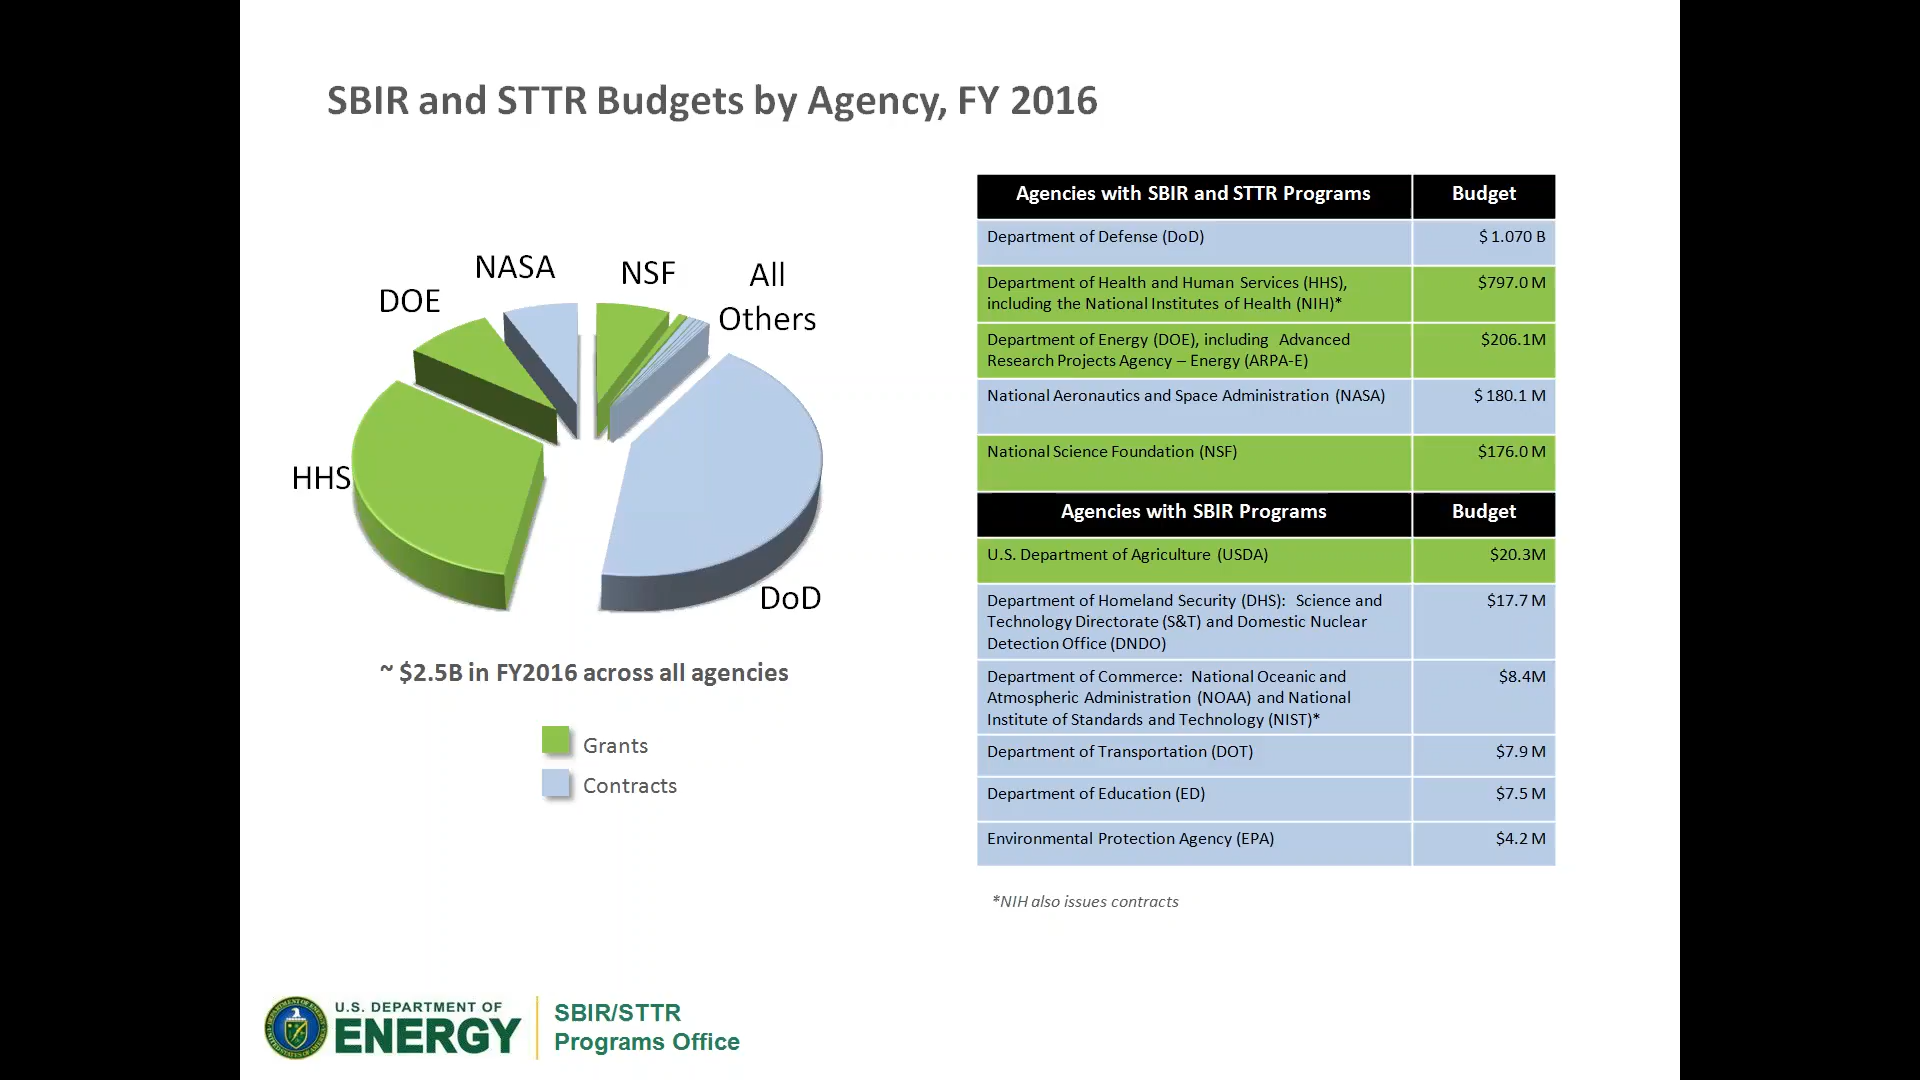 SBIR and STTR Budgets by Agency, FY 2016
NASA
NSF
All
Others
DOE
HHS
DoD
~ $2.5B in FY2016 across all agencies
Grants
Contracts
Agencies with SBIR and STTR Programs Budget
Department of Defense (DoD) $ 1.070 B
Department of Health and Human Services (HHS), $797.0 M
including the National Institutes of Health (NIH)*
Department of Energy (DOE), including Advanced $206.1M
Research Projects Agency – Energy (ARPA-E)
National Aeronautics and Space Administration (NASA) $ 180.1 M
National Science Foundation (NSF) $176.0 M
Agencies with SBIR Programs Budget
U.S. Department of Agriculture (USDA) $20.3M
Department of Homeland Security (DHS): Science and $17.7 M
Technology Directorate (S&T) and Domestic Nuclear
Detection Office (DNDO)
Department of Commerce: National Oceanic and $8.4M
Atmospheric Administration (NOAA) and National
Institute of Standards and Technology (NIST)*
Department of Transportation (DOT) $7.9 M
Department of Education (ED) $7.5 M
Environmental Protection Agency (EPA) $4.2 M
*NIH also issues contracts
U.S. DEPARTMENT OF
ENERGY
SBIR/STTR
Programs Office